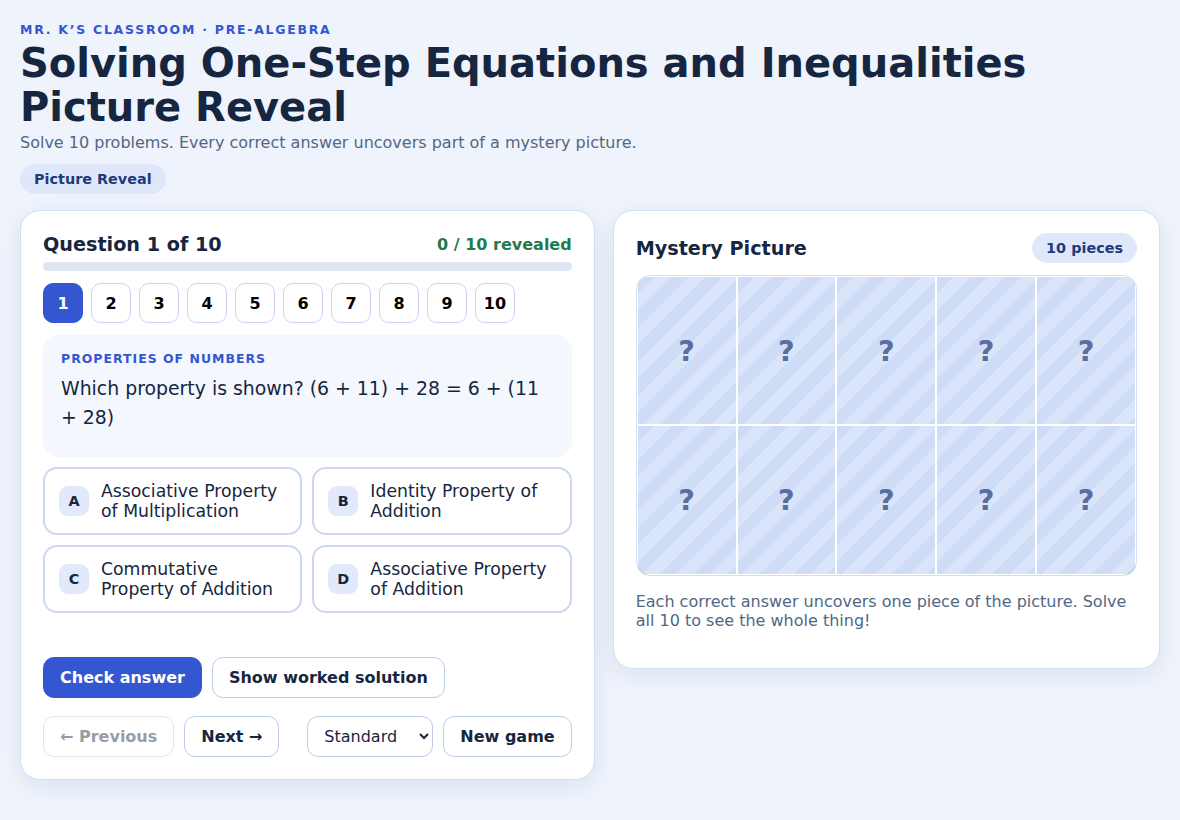 MR. K’S CLASSROOM · PRE-ALGEBRA
Solving One-Step Equations and Inequalities
Picture Reveal
Solve 10 problems. Every correct answer uncovers part of a mystery picture.
Picture Reveal
Question 1 of 10
0 / 10 revealed
1 2 3 4 5 6 7 8 9 10
PROPERTIES OF NUMBERS
Which property is shown? (6 + 11) + 28 = 6 + (11
+ 28)
A Associative Property
of Multiplication
B Identity Property of
Addition
C Commutative
Property of Addition
D Associative Property
of Addition
Check answer
Show worked solution
← Previous
Next →
Standard
New game
Mystery Picture
10 pieces
? ? ? ? ?
? ? ? ? ?
Each correct answer uncovers one piece of the picture. Solve
all 10 to see the whole thing!